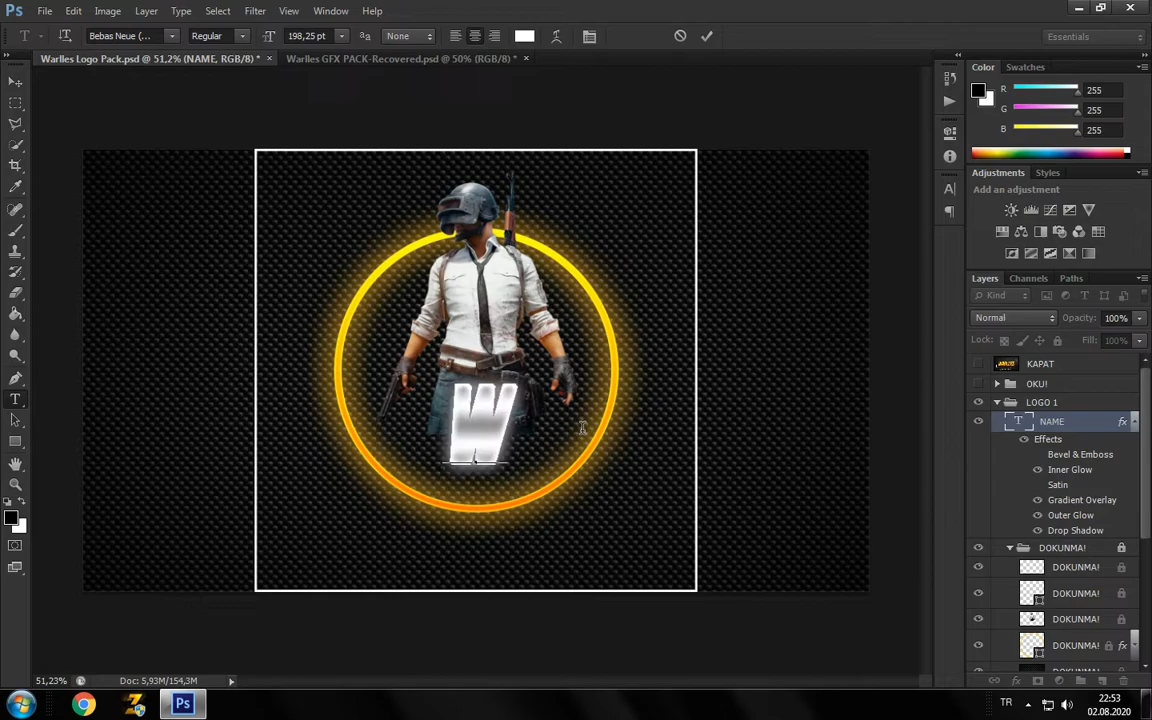 Ps File Edit Image Layer Type Select Filter View Window Help
T Bebas Neue (... Regular 198,25 pt aa None Essentials
Warlles Logo Pack.psd @ 51,2% (NAME, RGB/8) * × Warlles GFX PACK-Recovered.psd @ 50% (RGB/8) * ×
Color Swatches
R 255
G 255
B 255
Adjustments Styles
Add an adjustment
Layers Channels Paths
Kind
Normal Opacity: 100%
Lock: Fill: 100%
KAPAT
OKU!
LOGO 1
T NAME fx
Effects
Bevel & Emboss
Inner Glow
Satin
Gradient Overlay
Outer Glow
Drop Shadow
DOKUNMA!
DOKUNMA!
DOKUNMA!
DOKUNMA!
DOKUNMA! fx
W
51,23% Doc: 5,93M/154,3M
Ps TR 22:53
02.08.2020